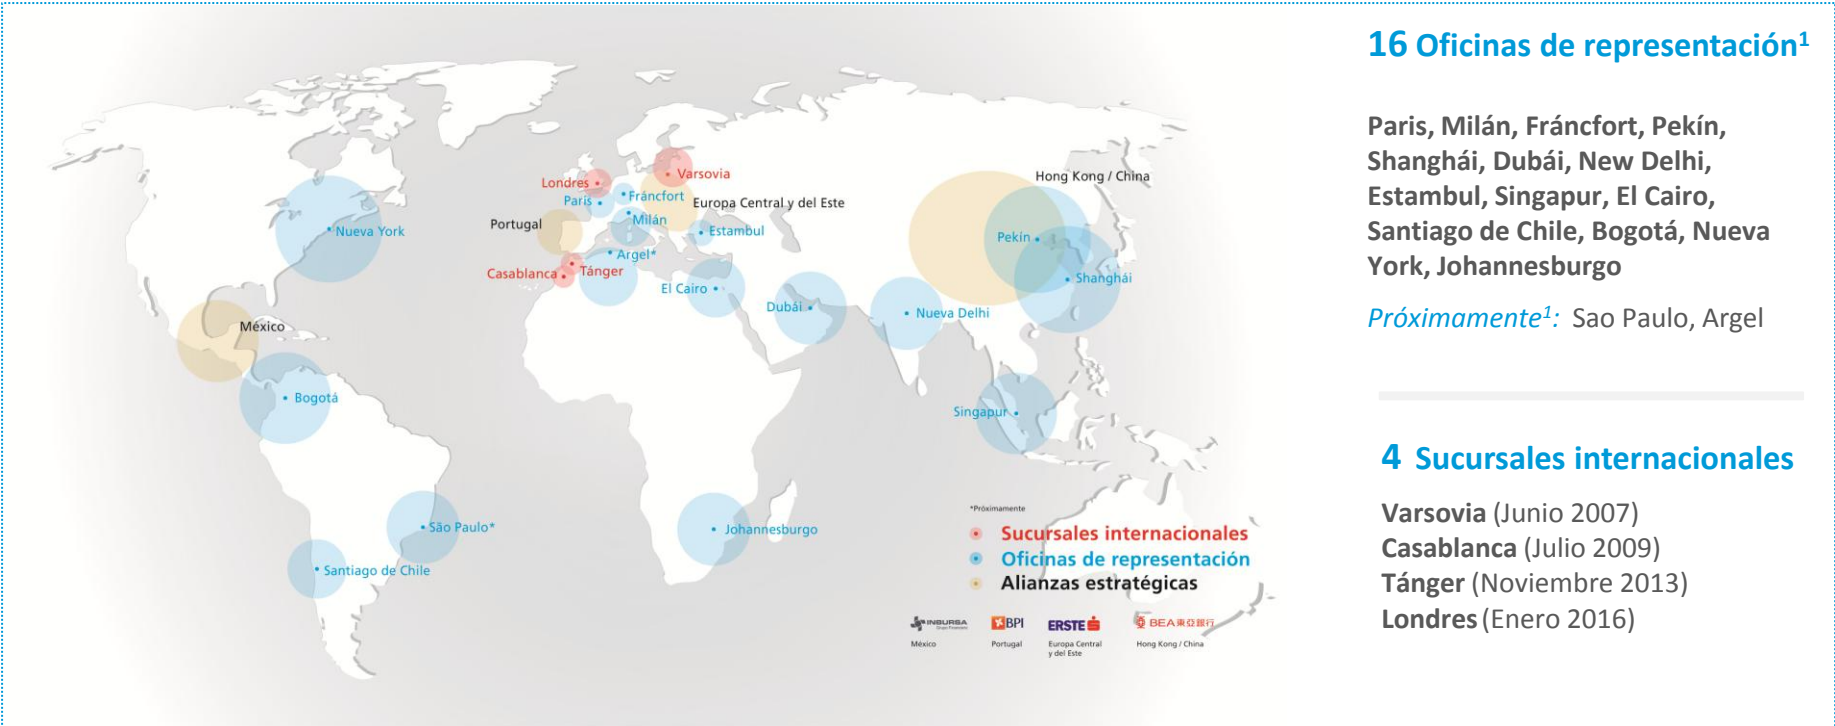 Londres
Varsovia
París
Fráncfort
Europa Central y del Este
Milán
Portugal
Estambul
Argel*
Casablanca
Tánger
El Cairo
Nueva York
México
Bogotá
São Paulo*
Santiago de Chile
Dubái
Nueva Delhi
Hong Kong / China
Pekín
Shanghái
Singapur
Johannesburgo
*Próximamente
Sucursales internacionales
Oficinas de representación
Alianzas estratégicas
INBURSA
Grupo Financiero
México
BPI
Portugal
ERSTE
Europa Central
y del Este
BEA東亞銀行
Hong Kong / China
16 Oficinas de representación¹
Paris, Milán, Fráncfort, Pekín,
Shanghái, Dubái, New Delhi,
Estambul, Singapur, El Cairo,
Santiago de Chile, Bogotá, Nueva
York, Johannesburgo
Próximamente¹: Sao Paulo, Argel
4 Sucursales internacionales
Varsovia (Junio 2007)
Casablanca (Julio 2009)
Tánger (Noviembre 2013)
Londres (Enero 2016)